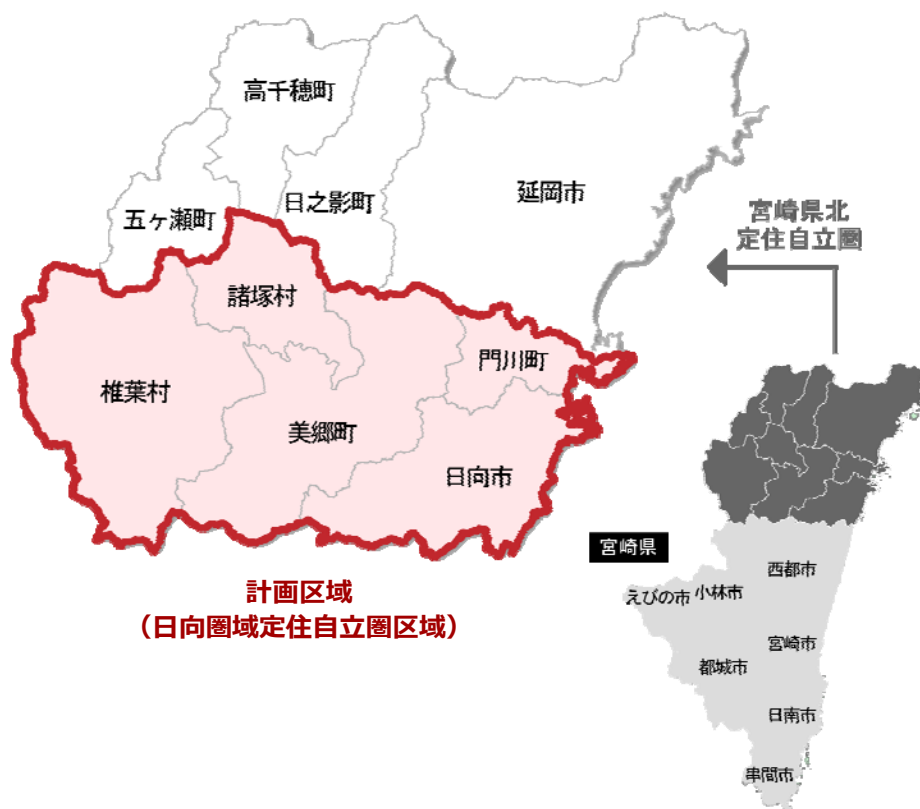 高千穂町
延岡市
日之影町
五ヶ瀬町
宮崎県北
定住自立圏
諸塚村
門川町
椎葉村
美郷町
日向市
計画区域
（日向圏域定住自立圏区域）
宮崎県
西都市
小林市
えびの市
宮崎市
都城市
日南市
串間市